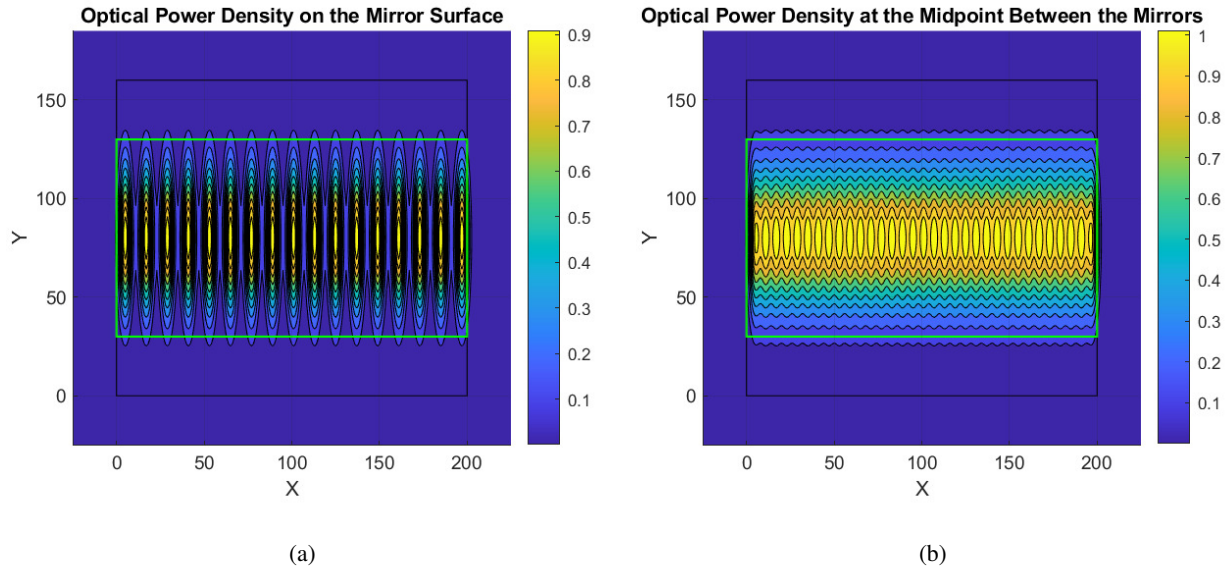 Optical Power Density on the Mirror Surface
Y
150
100
50
0
0 50 100 150 200
X
0.9
0.8
0.7
0.6
0.5
0.4
0.3
0.2
0.1
(a)
Optical Power Density at the Midpoint Between the Mirrors
Y
150
100
50
0
0 50 100 150 200
X
1
0.9
0.8
0.7
0.6
0.5
0.4
0.3
0.2
0.1
(b)